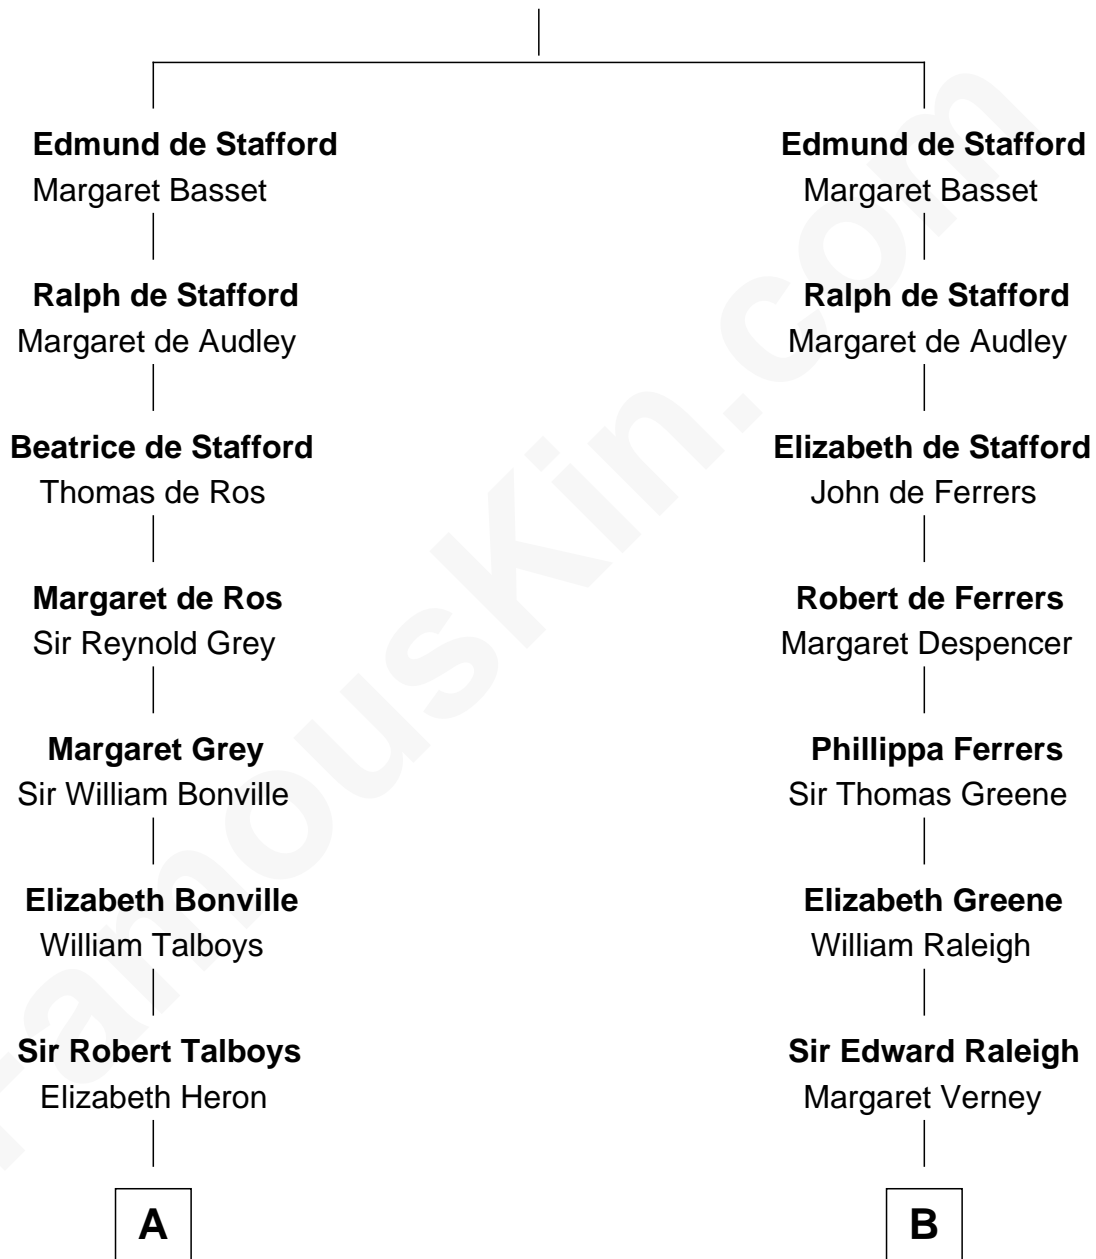 Edmund de Stafford
Margaret Basset
Ralph de Stafford
Margaret de Audley
Beatrice de Stafford
Thomas de Ros
Margaret de Ros
Sir Reynold Grey
Margaret Grey
Sir William Bonville
Elizabeth Bonville
William Talboys
Sir Robert Talboys
Elizabeth Heron
A
Edmund de Stafford
Margaret Basset
Ralph de Stafford
Margaret de Audley
Elizabeth de Stafford
John de Ferrers
Robert de Ferrers
Margaret Despencer
Phillippa Ferrers
Sir Thomas Greene
Elizabeth Greene
William Raleigh
Sir Edward Raleigh
Margaret Verney
B
FamousKin.com